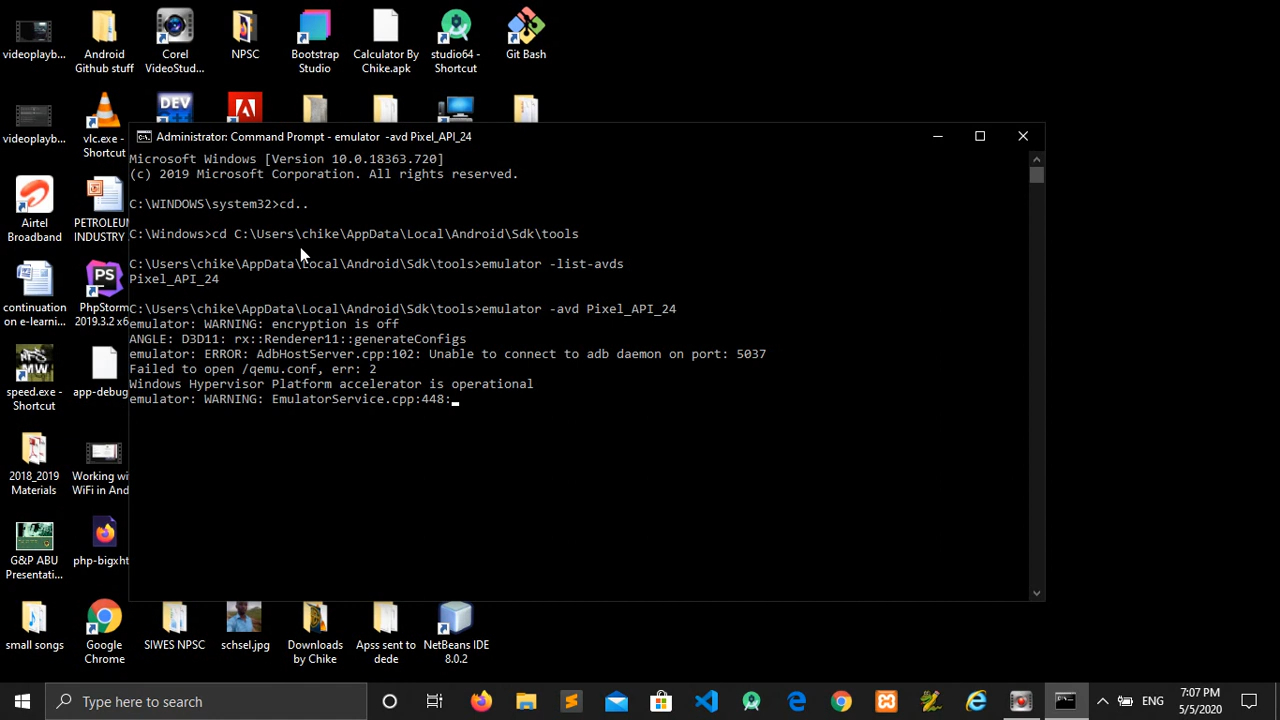 videoplayb...
Android
Github stuff
Corel
VideoStud...
NPSC
Bootstrap
Studio
Calculator By
Chike.apk
studio64 -
Shortcut
Git Bash
videoplayb...
vlc.exe -
Shortcut
DEV
Administrator: Command Prompt - emulator  -avd Pixel_API_24
Microsoft Windows [Version 10.0.18363.720]
(c) 2019 Microsoft Corporation. All rights reserved.
C:\WINDOWS\system32>cd..
C:\Windows>cd C:\Users\chike\AppData\Local\Android\Sdk\tools
C:\Users\chike\AppData\Local\Android\Sdk\tools>emulator -list-avds
Pixel_API_24
C:\Users\chike\AppData\Local\Android\Sdk\tools>emulator -avd Pixel_API_24
emulator: WARNING: encryption is off
ANGLE: D3D11: rx::Renderer11::generateConfigs
emulator: ERROR: AdbHostServer.cpp:102: Unable to connect to adb daemon on port: 5037
Failed to open /qemu.conf, err: 2
Windows Hypervisor Platform accelerator is operational
emulator: WARNING: EmulatorService.cpp:448:
Airtel
Broadband
PETROLEUM
INDUSTRY
continuation
on e-learni...
PS
PhpStorm
2019.3.2 x6
speed.exe -
Shortcut
app-debug
2018_2019
Materials
Working wi
WiFi in And
G&P ABU
Presentati...
php-bigxht
small songs
Google
Chrome
SIWES NPSC
schsel.jpg
Downloads
by Chike
Apss sent to
dede
NetBeans IDE
8.0.2
Type here to search
ENG
7:07 PM
5/5/2020